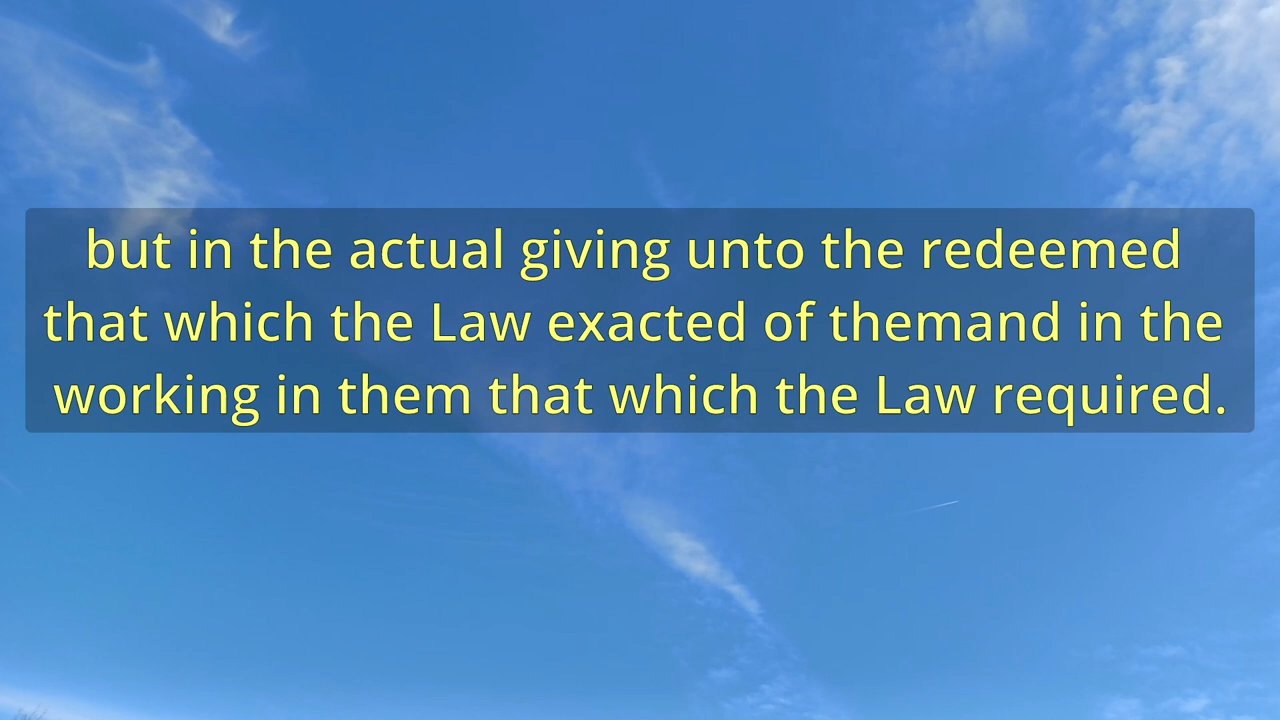 but in the actual giving unto the redeemed
that which the Law exacted of themand in the
working in them that which the Law required.